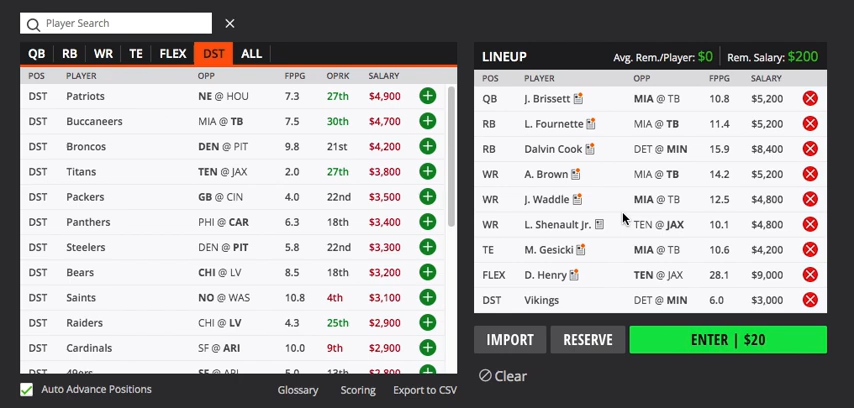 Player Search
QB RB WR TE FLEX DST ALL
POS PLAYER OPP FPPG OPRK SALARY
DST Patriots NE @ HOU 7.3 27th $4,900
DST Buccaneers MIA @ TB 7.5 30th $4,700
DST Broncos DEN @ PIT 9.8 21st $4,200
DST Titans TEN @ JAX 2.0 27th $3,800
DST Packers GB @ CIN 4.0 22nd $3,500
DST Panthers PHI @ CAR 6.3 18th $3,400
DST Steelers DEN @ PIT 5.8 22nd $3,300
DST Bears CHI @ LV 8.5 18th $3,200
DST Saints NO @ WAS 10.8 4th $3,100
DST Raiders CHI @ LV 4.3 25th $2,900
DST Cardinals SF @ ARI 10.0 9th $2,900
DST 49ers SF @ ARI 5.0 13th $2,800
Auto Advance Positions
Glossary Scoring Export to CSV
LINEUP Avg. Rem./Player: $0 Rem. Salary: $200
POS PLAYER OPP FPPG SALARY
QB J. Brissett MIA @ TB 10.8 $5,200
RB L. Fournette MIA @ TB 11.4 $5,200
RB Dalvin Cook DET @ MIN 15.9 $8,400
WR A. Brown MIA @ TB 14.2 $5,200
WR J. Waddle MIA @ TB 12.5 $4,800
WR L. Shenault Jr. TEN @ JAX 10.1 $4,800
TE M. Gesicki MIA @ TB 10.6 $4,200
FLEX D. Henry TEN @ JAX 28.1 $9,000
DST Vikings DET @ MIN 6.0 $3,000
IMPORT RESERVE ENTER | $20
Clear